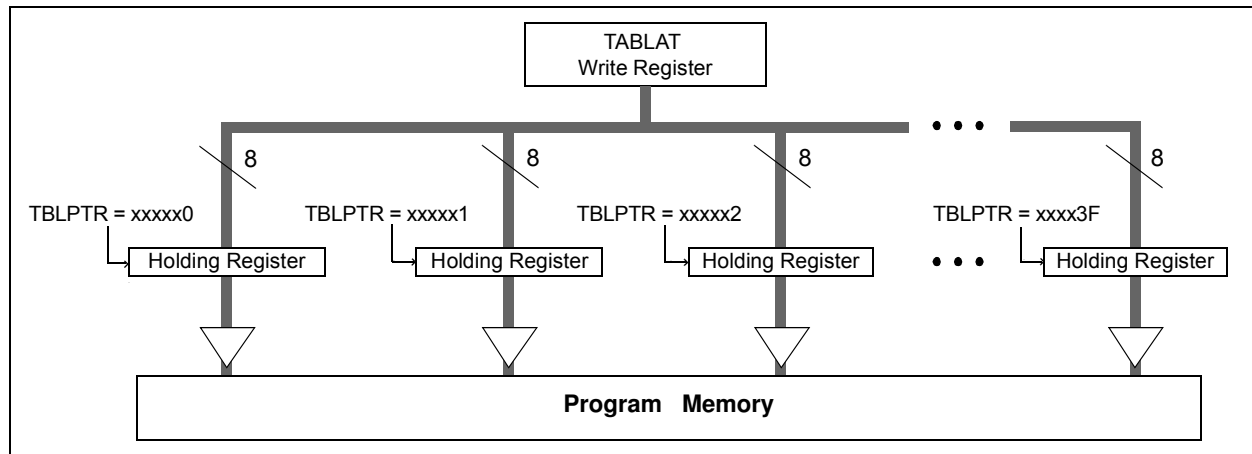 TABLAT
Write Register
8 8 8 8
TBLPTR = xxxxx0 TBLPTR = xxxxx1 TBLPTR = xxxxx2 TBLPTR = xxxx3F
Holding Register Holding Register Holding Register Holding Register
Program Memory